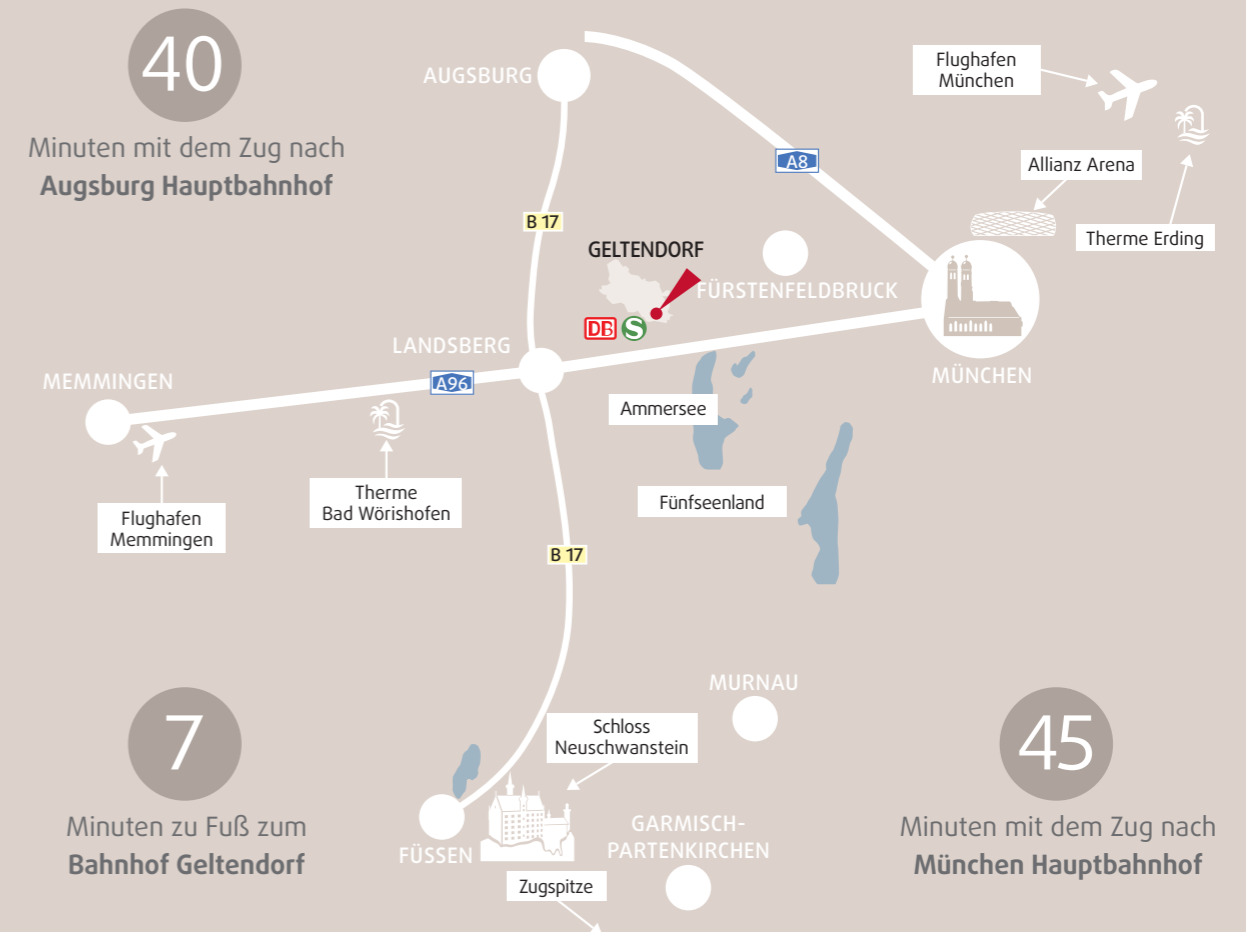 40
Minuten mit dem Zug nach
Augsburg Hauptbahnhof
AUGSBURG
Flughafen
München
A8
Allianz Arena
Therme Erding
B 17
GELTENDORF
FÜRSTENFELDBRUCK
DB
S
LANDSBERG
MÜNCHEN
MEMMINGEN
A96
Ammersee
Flughafen
Memmingen
Therme
Bad Wörishofen
Fünfseenland
B 17
MURNAU
Schloss
Neuschwanstein
7
Minuten zu Fuß zum
Bahnhof Geltendorf
FÜSSEN
GARMISCH-
PARTENKIRCHEN
Zugspitze
45
Minuten mit dem Zug nach
München Hauptbahnhof